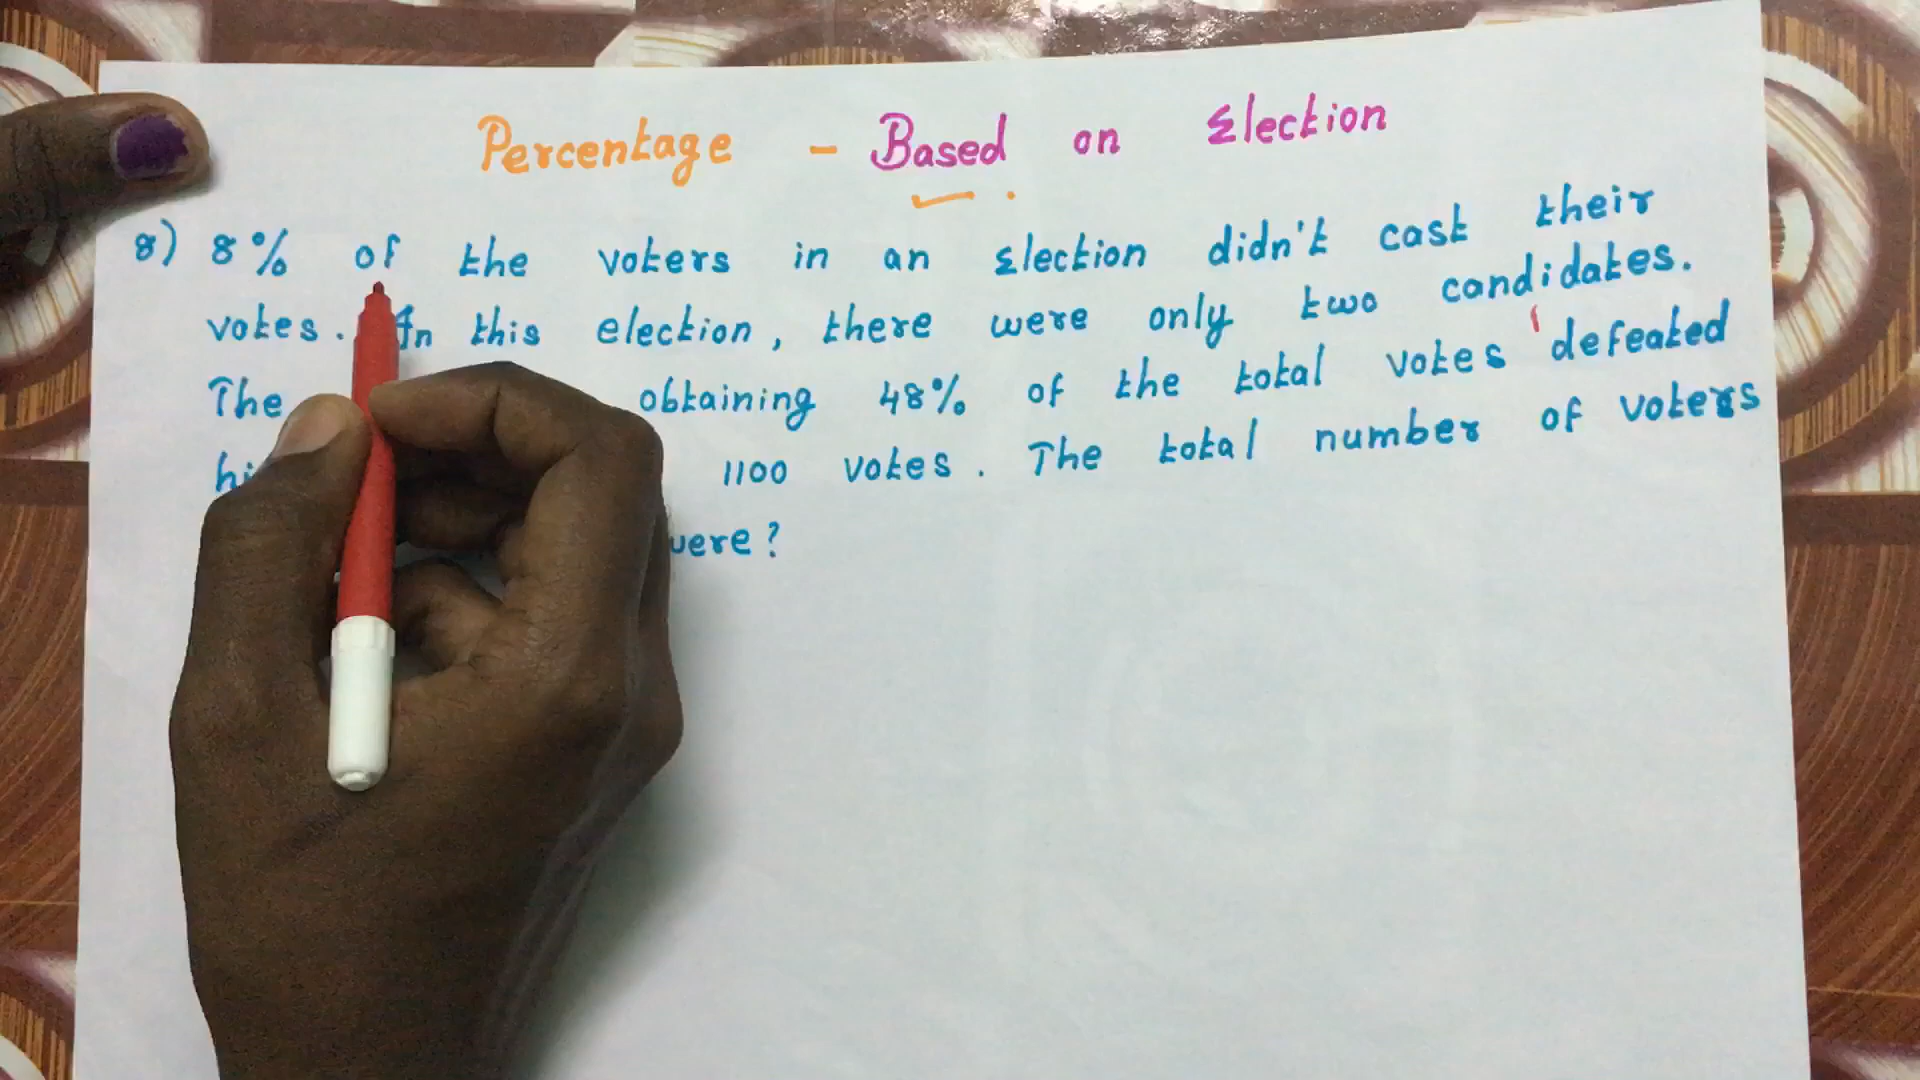 Percentage - Based on Election
8) 8% of the voters in an Election didn't cast their
votes. In this election, there were only two candidates.
The obtaining 48% of the total votes defeated
1100 votes. The total number of voters
were?